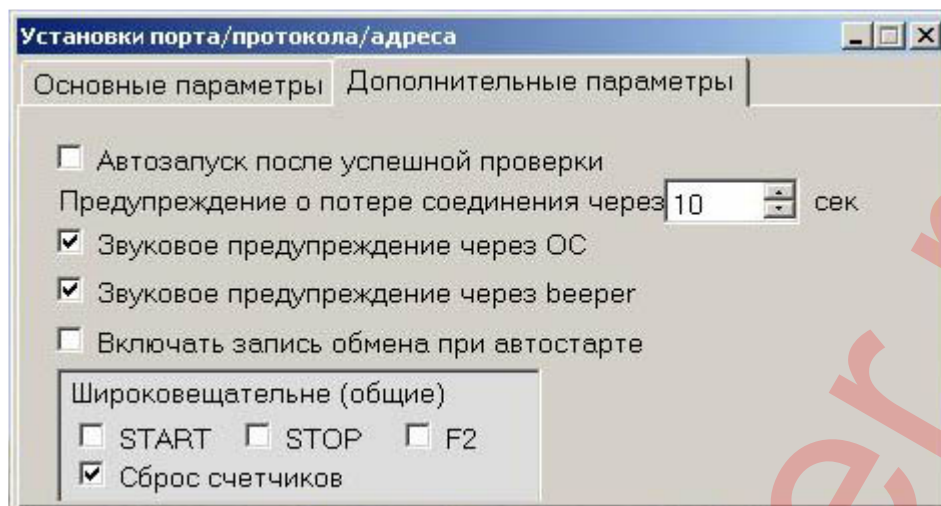 Установки порта/протокола/адреса
Основные параметры Дополнительные параметры
Автозапуск после успешной проверки
Предупреждение о потере соединения через 10 сек
Звуковое предупреждение через ОС
Звуковое предупреждение через beeper
Включать запись обмена при автостарте
Широковещательне (общие)
START STOP F2
Сброс счетчиков